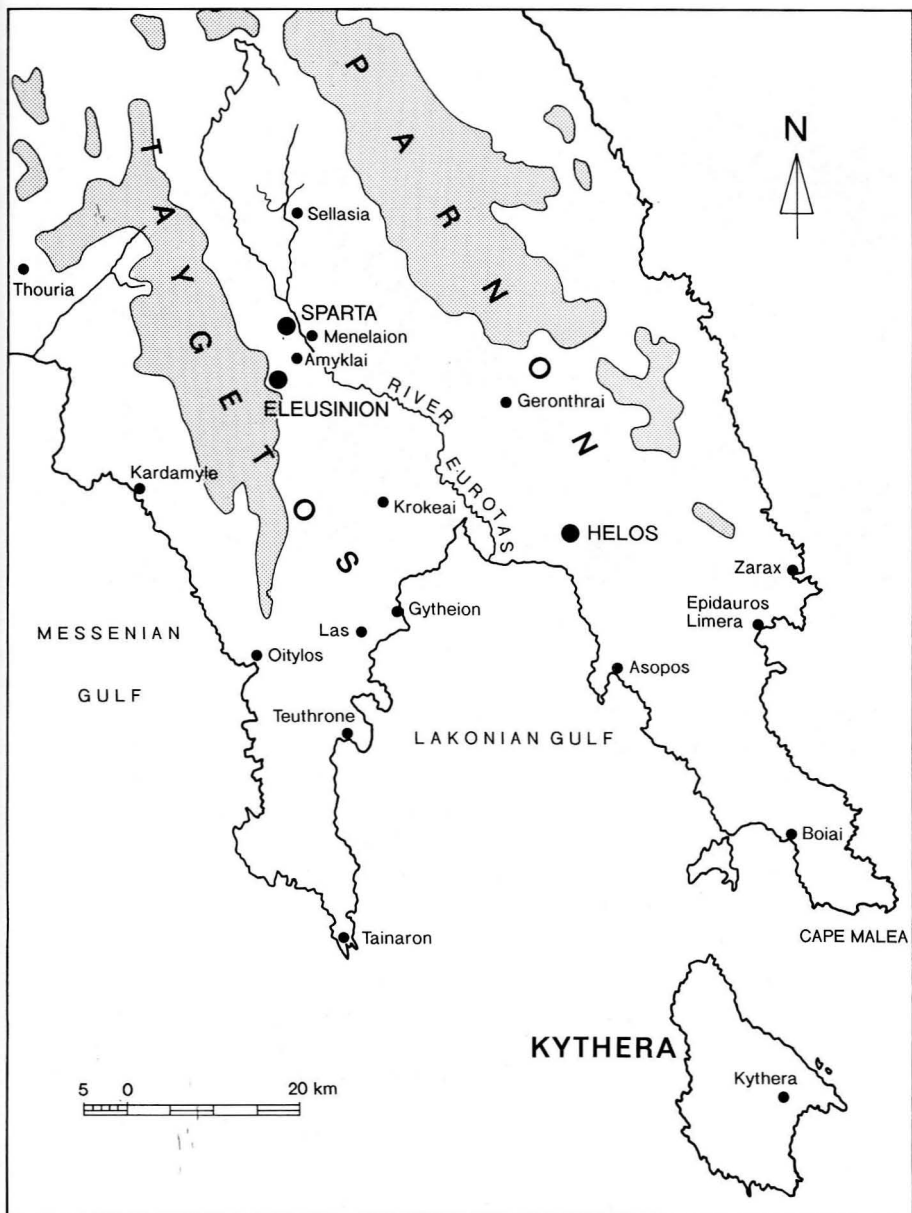 PARNON
N
TAYGETOS
Sellasia
Thouria
SPARTA
Menelaion
Amyklai
ELEUSINION
RIVER EUROTAS
Geronthrai
Kardamyle
Krokeai
HELOS
Zarax
Epidauros
Limera
Gytheion
Las
MESSENIAN
GULF
Oitylos
Asopos
Teuthrone
LAKONIAN GULF
Boiai
Tainaron
CAPE MALEA
KYTHERA
Kythera
5 0 20 km